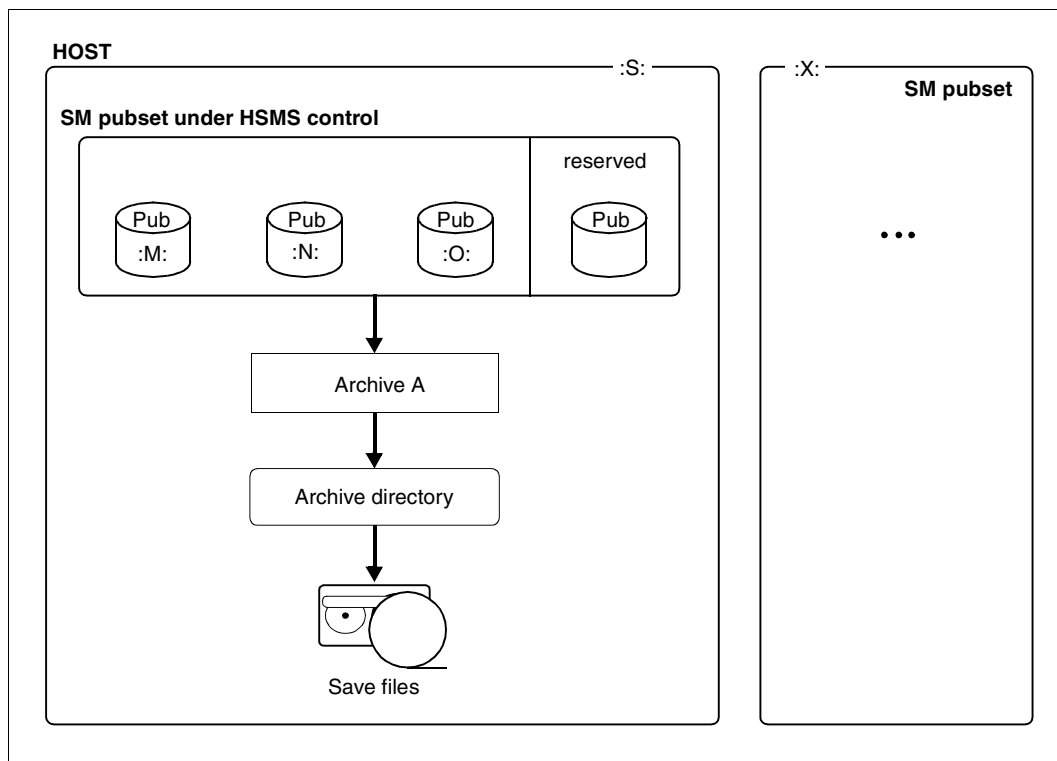 HOST
:S:
:X:
SM pubset
SM pubset under HSMS control
reserved
Pub
Pub
Pub
Pub
:M:
:N:
:O:
...
Archive A
Archive directory
Save files